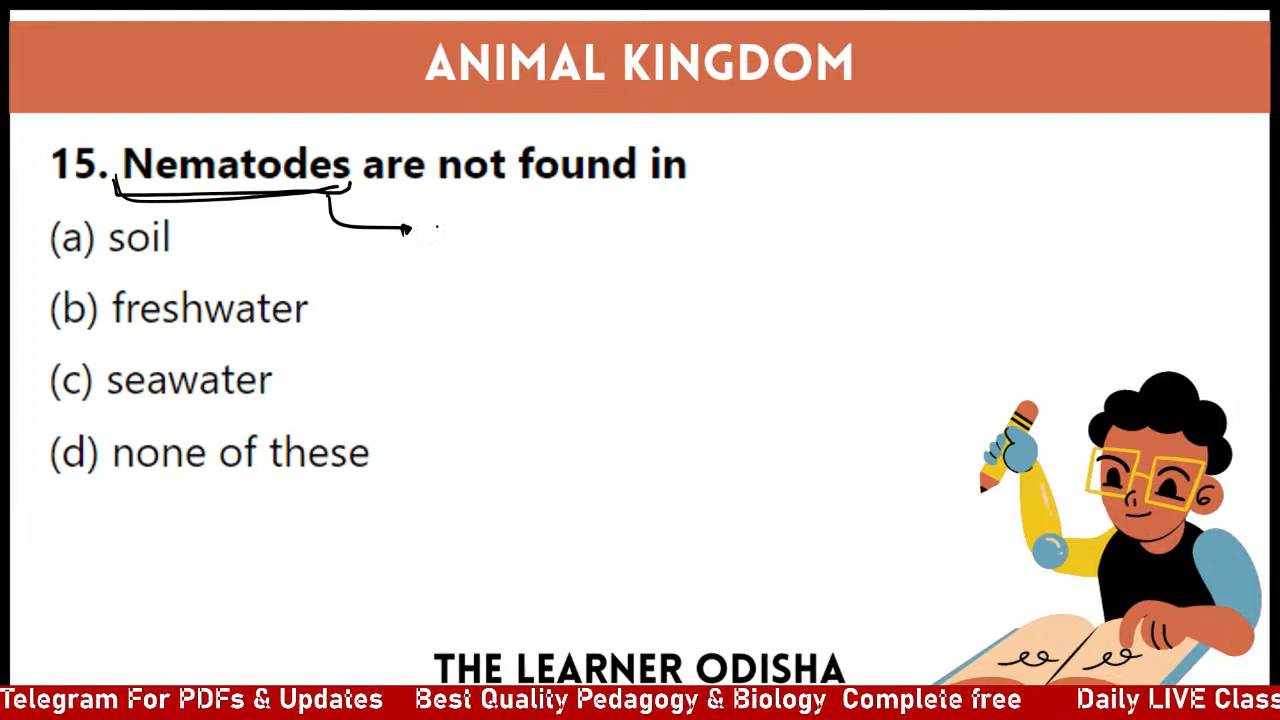 ANIMAL KINGDOM
15. Nematodes are not found in
(a) soil
(b) freshwater
(c) seawater
(d) none of these
THE LEARNER ODISHA
Telegram For PDFs & Updates Best Quality Pedagogy & Biology Complete free Daily LIVE Class